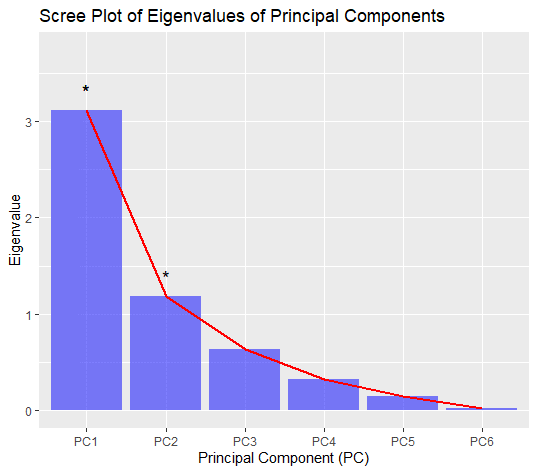 Scree Plot of Eigenvalues of Principal Components
*
*
Eigenvalue
3
2
1
0
PC1 PC2 PC3 PC4 PC5 PC6
Principal Component (PC)